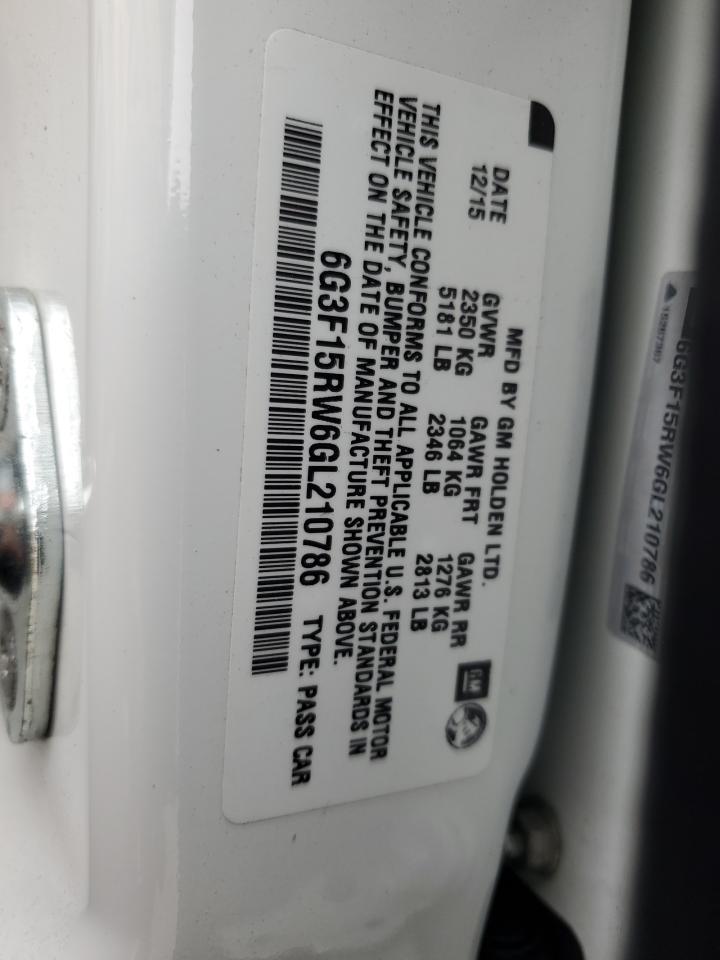 MFD BY GM HOLDEN LTD.
DATE GVWR GAWR FRT GAWR RR
12/15 2350 KG 1064 KG 1276 KG
5181 LB 2346 LB 2813 LB
GM
THIS VEHICLE CONFORMS TO ALL APPLICABLE U.S. FEDERAL MOTOR
VEHICLE SAFETY, BUMPER AND THEFT PREVENTION STANDARDS IN
EFFECT ON THE DATE OF MANUFACTURE SHOWN ABOVE.
6G3F15RW6GL210786 TYPE: PASS CAR
6G3F15RW6GL210786